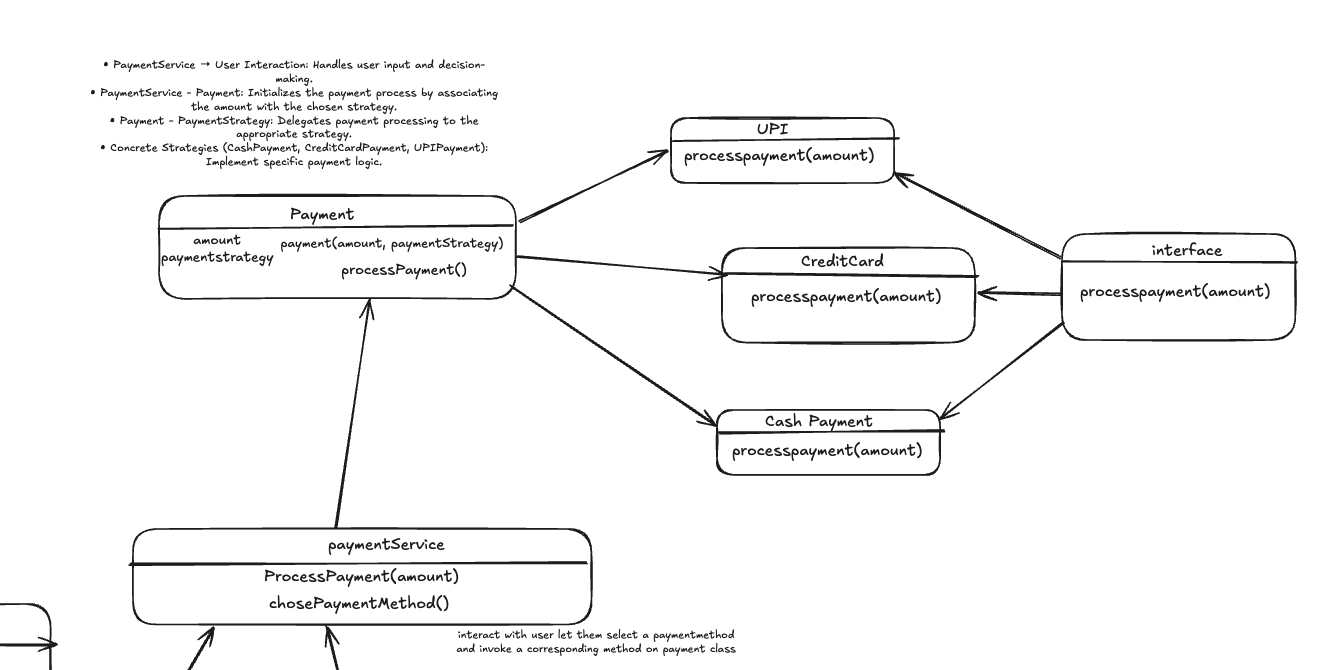 • PaymentService → User Interaction: Handles user input and decision-
making.
• PaymentService - Payment: Initializes the payment process by associating
the amount with the chosen strategy.
• Payment - PaymentStrategy: Delegates payment processing to the
appropriate strategy.
• Concrete Strategies (CashPayment, CreditCardPayment, UPIPayment):
Implement specific payment logic.
UPI
processpayment(amount)
Payment
amount
paymentstrategy
payment(amount, paymentStrategy)
processPayment()
CreditCard
processpayment(amount)
interface
processpayment(amount)
Cash Payment
processpayment(amount)
paymentService
ProcessPayment(amount)
chosePaymentMethod()
interact with user let them select a paymentmethod
and invoke a corresponding method on payment class